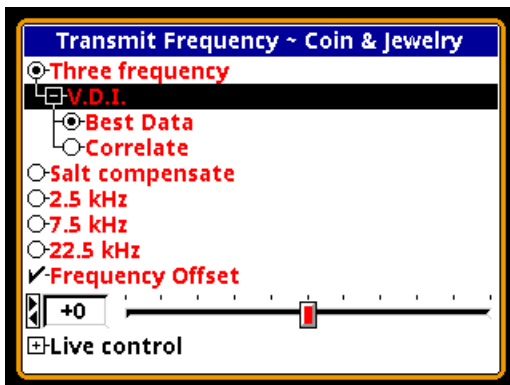 Transmit Frequency ~ Coin & Jewelry
Three frequency
V.D.I.
Best Data
Correlate
Salt compensate
2.5 kHz
7.5 kHz
22.5 kHz
Frequency Offset
+0
Live control